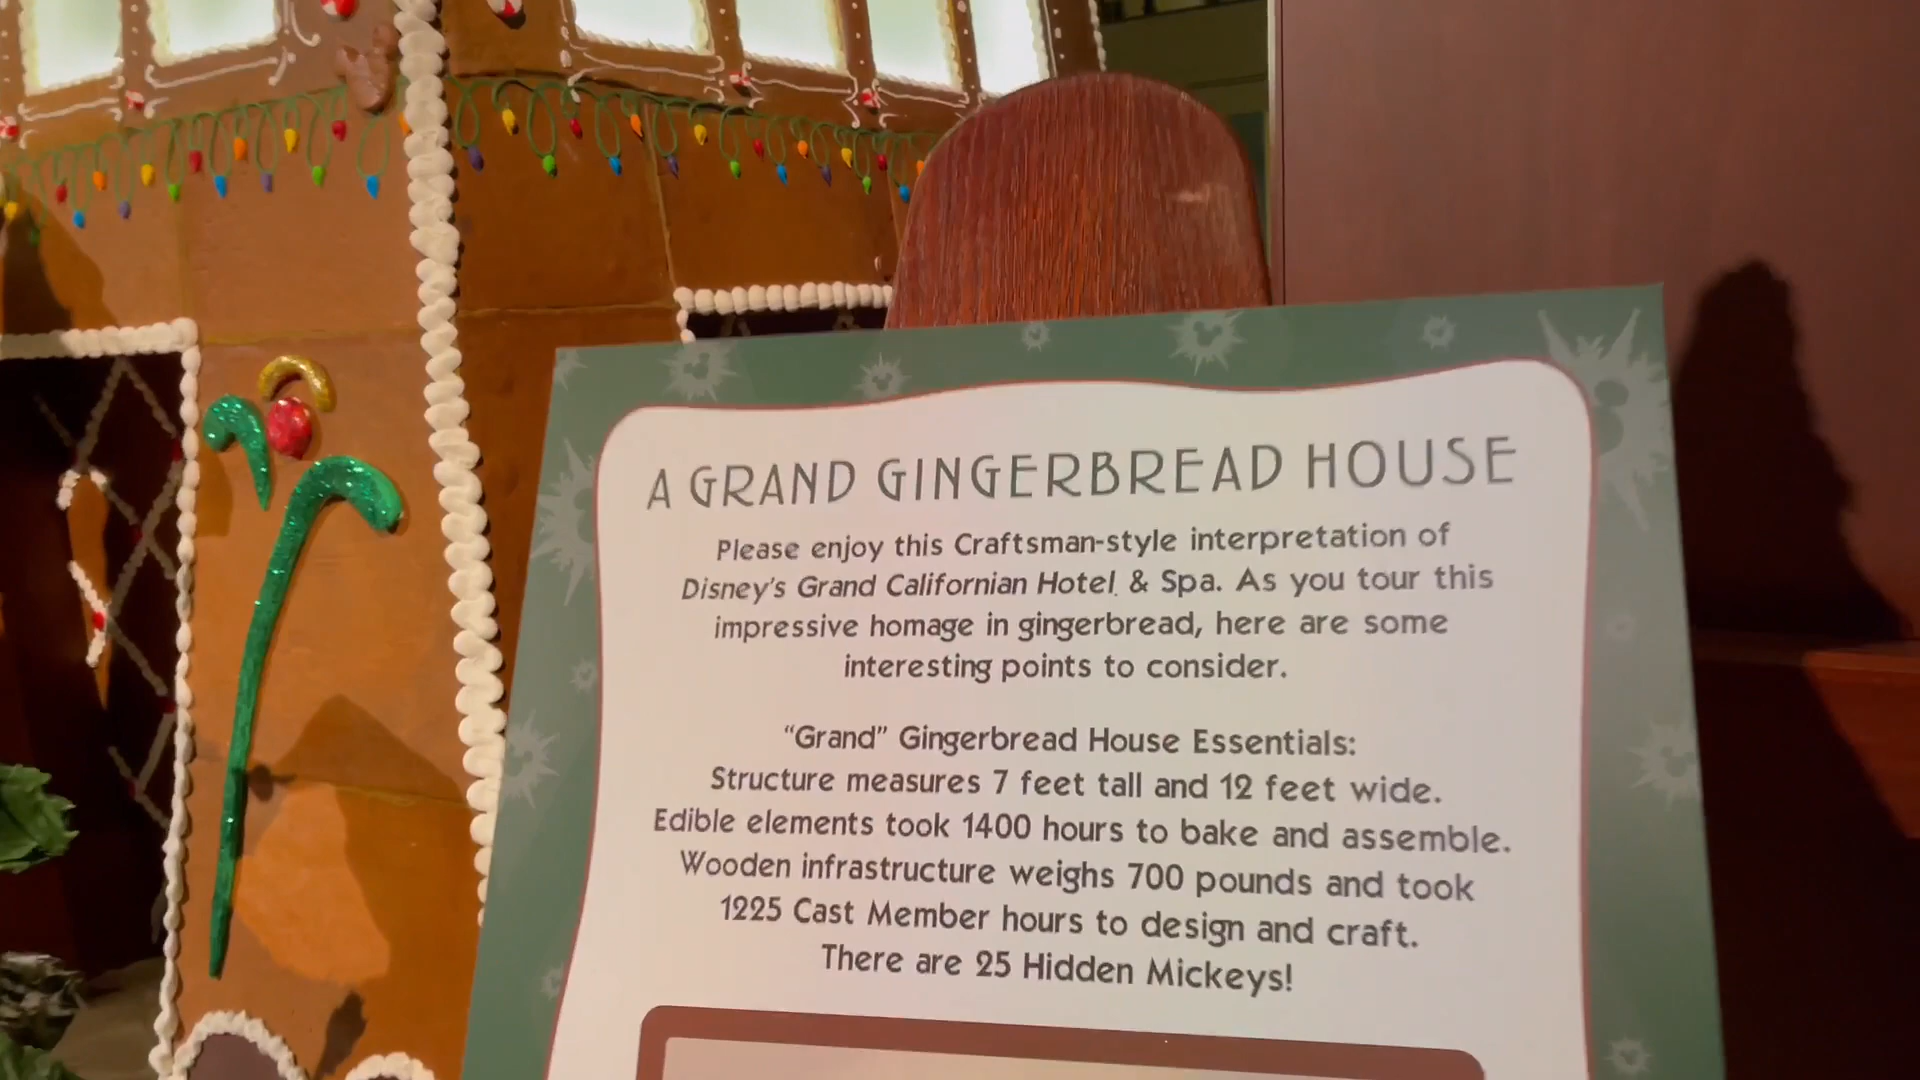 A GRAND GINGERBREAD HOUSE
Please enjoy this Craftsman-style interpretation of
Disney's Grand Californian Hotel & Spa. As you tour this
impressive homage in gingerbread, here are some
interesting points to consider.
“Grand” Gingerbread House Essentials:
Structure measures 7 feet tall and 12 feet wide.
Edible elements took 1400 hours to bake and assemble.
Wooden infrastructure weighs 700 pounds and took
1225 Cast Member hours to design and craft.
There are 25 Hidden Mickeys!